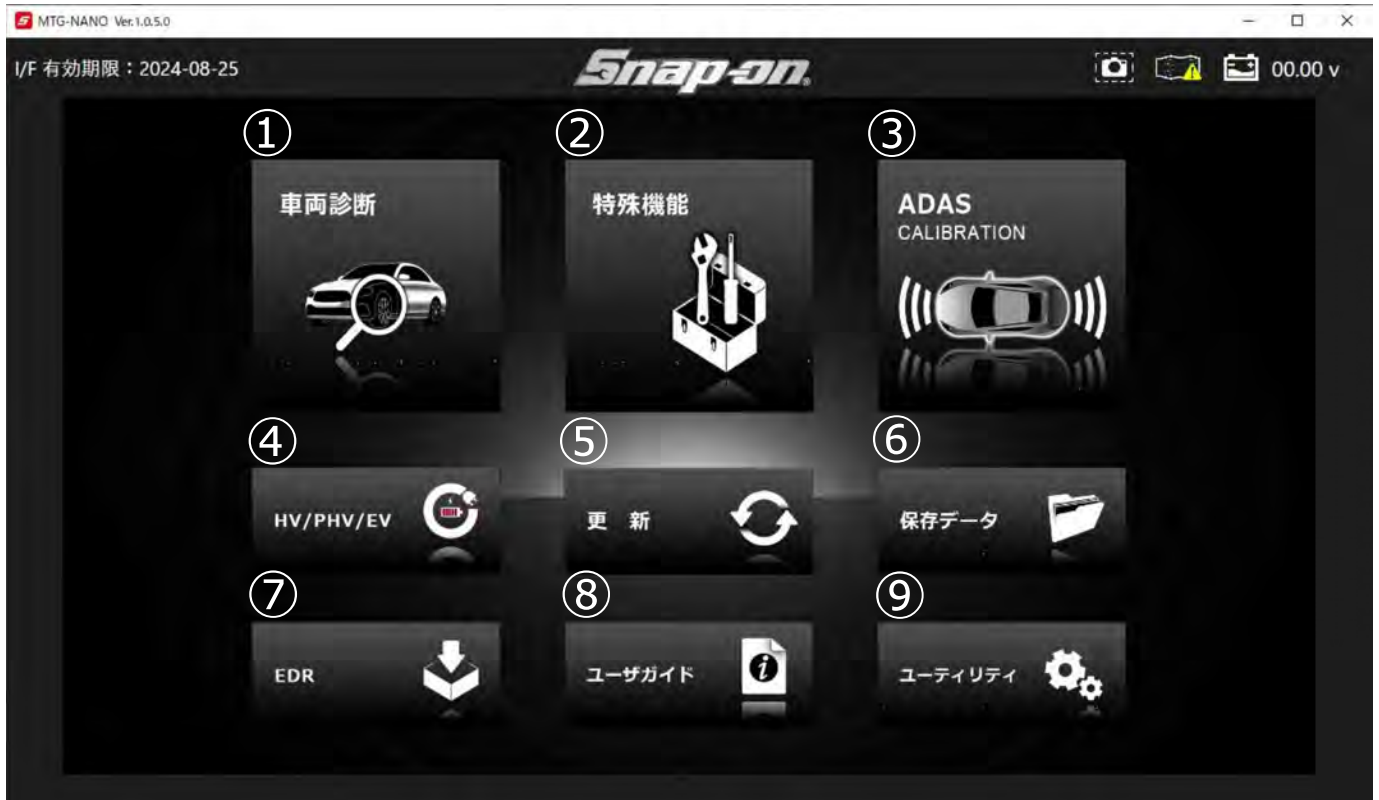 MTG-NANO Ver.1.0.5.0
I/F 有効期限：2024-08-25
Snap-on®
00.00 v
①
②
③
車両診断
特殊機能
ADAS
CALIBRATION
④
⑤
⑥
HV/PHV/EV
更 新
保存データ
⑦
⑧
⑨
EDR
ユーザガイド
ユーティリティ